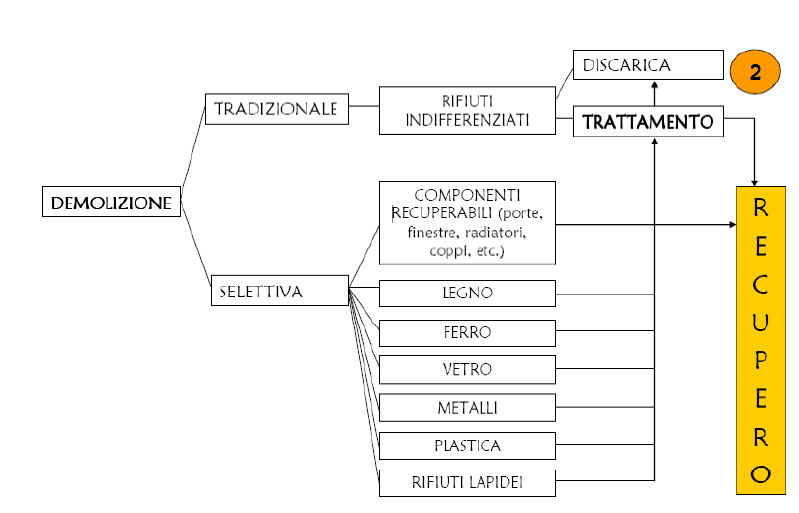 DISCARICA
2
TRADIZIONALE
RIFIUTI
INDIFFERENZIATI
TRATTAMENTO
DEMOLIZIONE
COMPONENTI
RECUPERABILI (porte,
finestre, radiatori,
coppi, etc.)
SELETTIVA
LEGNO
FERRO
VETRO
METALLI
PLASTICA
RIFIUTI LAPIDEI
R
E
C
U
P
E
R
O